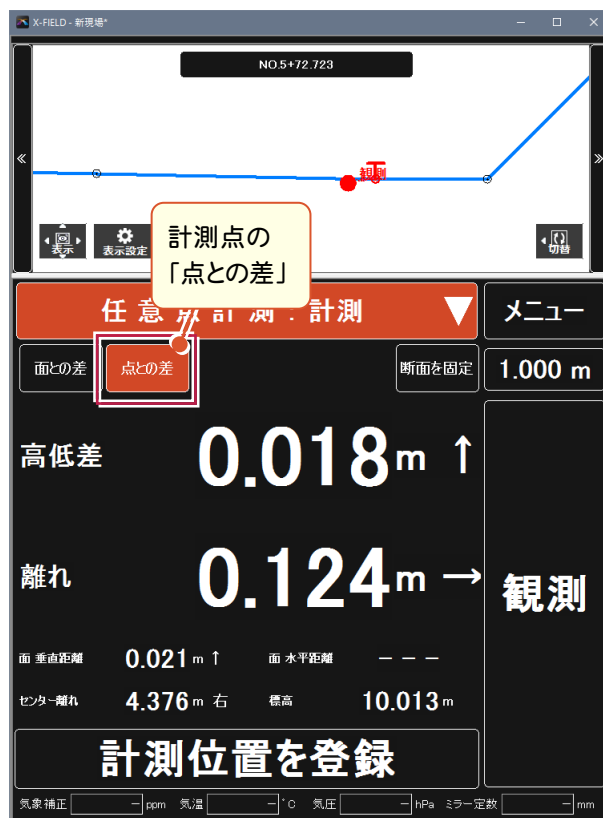 X-FIELD - 新現場*
NO.5+72.723
観測
表示
表示設定
切替
計測点の
「点との差」
任意点計測：計測
メニュー
面との差
点との差
断面を固定
1.000 m
高低差 0.018 m ↑
離れ 0.124 m →
観測
面 垂直距離 0.021 m ↑ 面 水平距離 － － －
センター離れ 4.376 m 右 標高 10.013 m
計測位置を登録
気象補正 － ppm 気温 － °C 気圧 － hPa ミラー定数 － mm